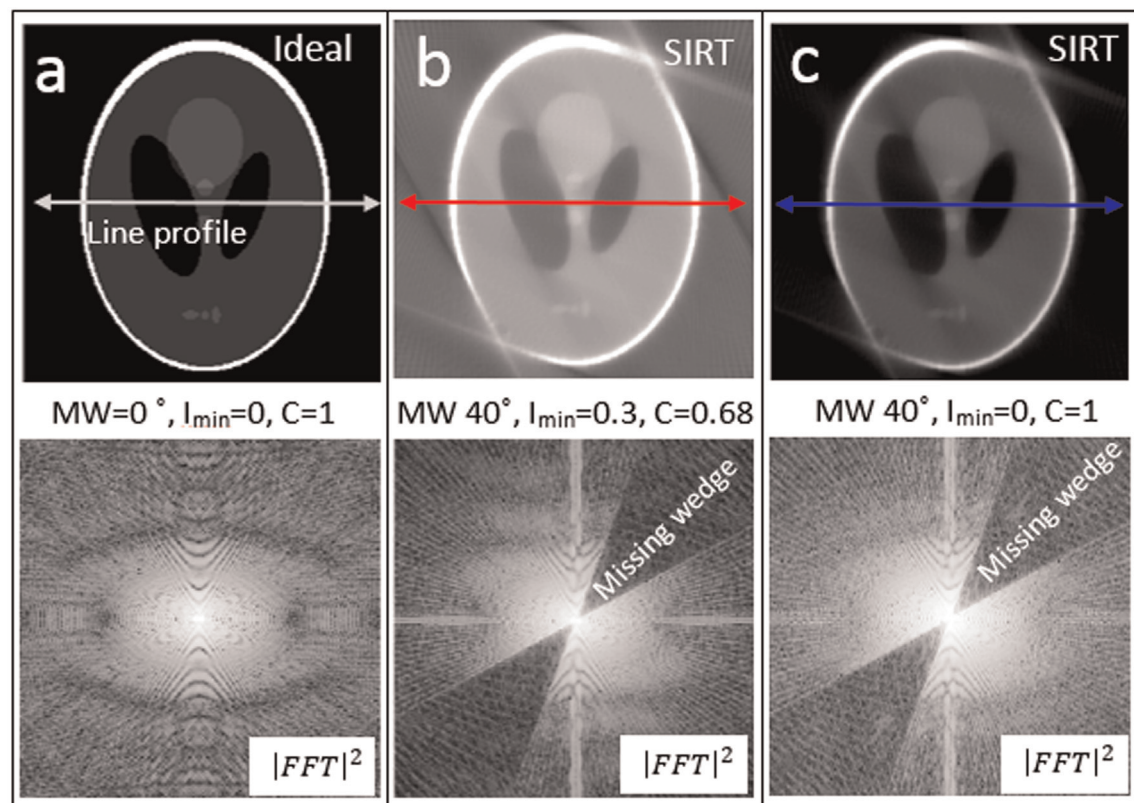 a
Ideal
Line profile
MW=0 °, Imin=0, C=1
|FFT|²
b
SIRT
MW 40°, Imin=0.3, C=0.68
Missing wedge
|FFT|²
c
SIRT
MW 40°, Imin=0, C=1
Missing wedge
|FFT|²